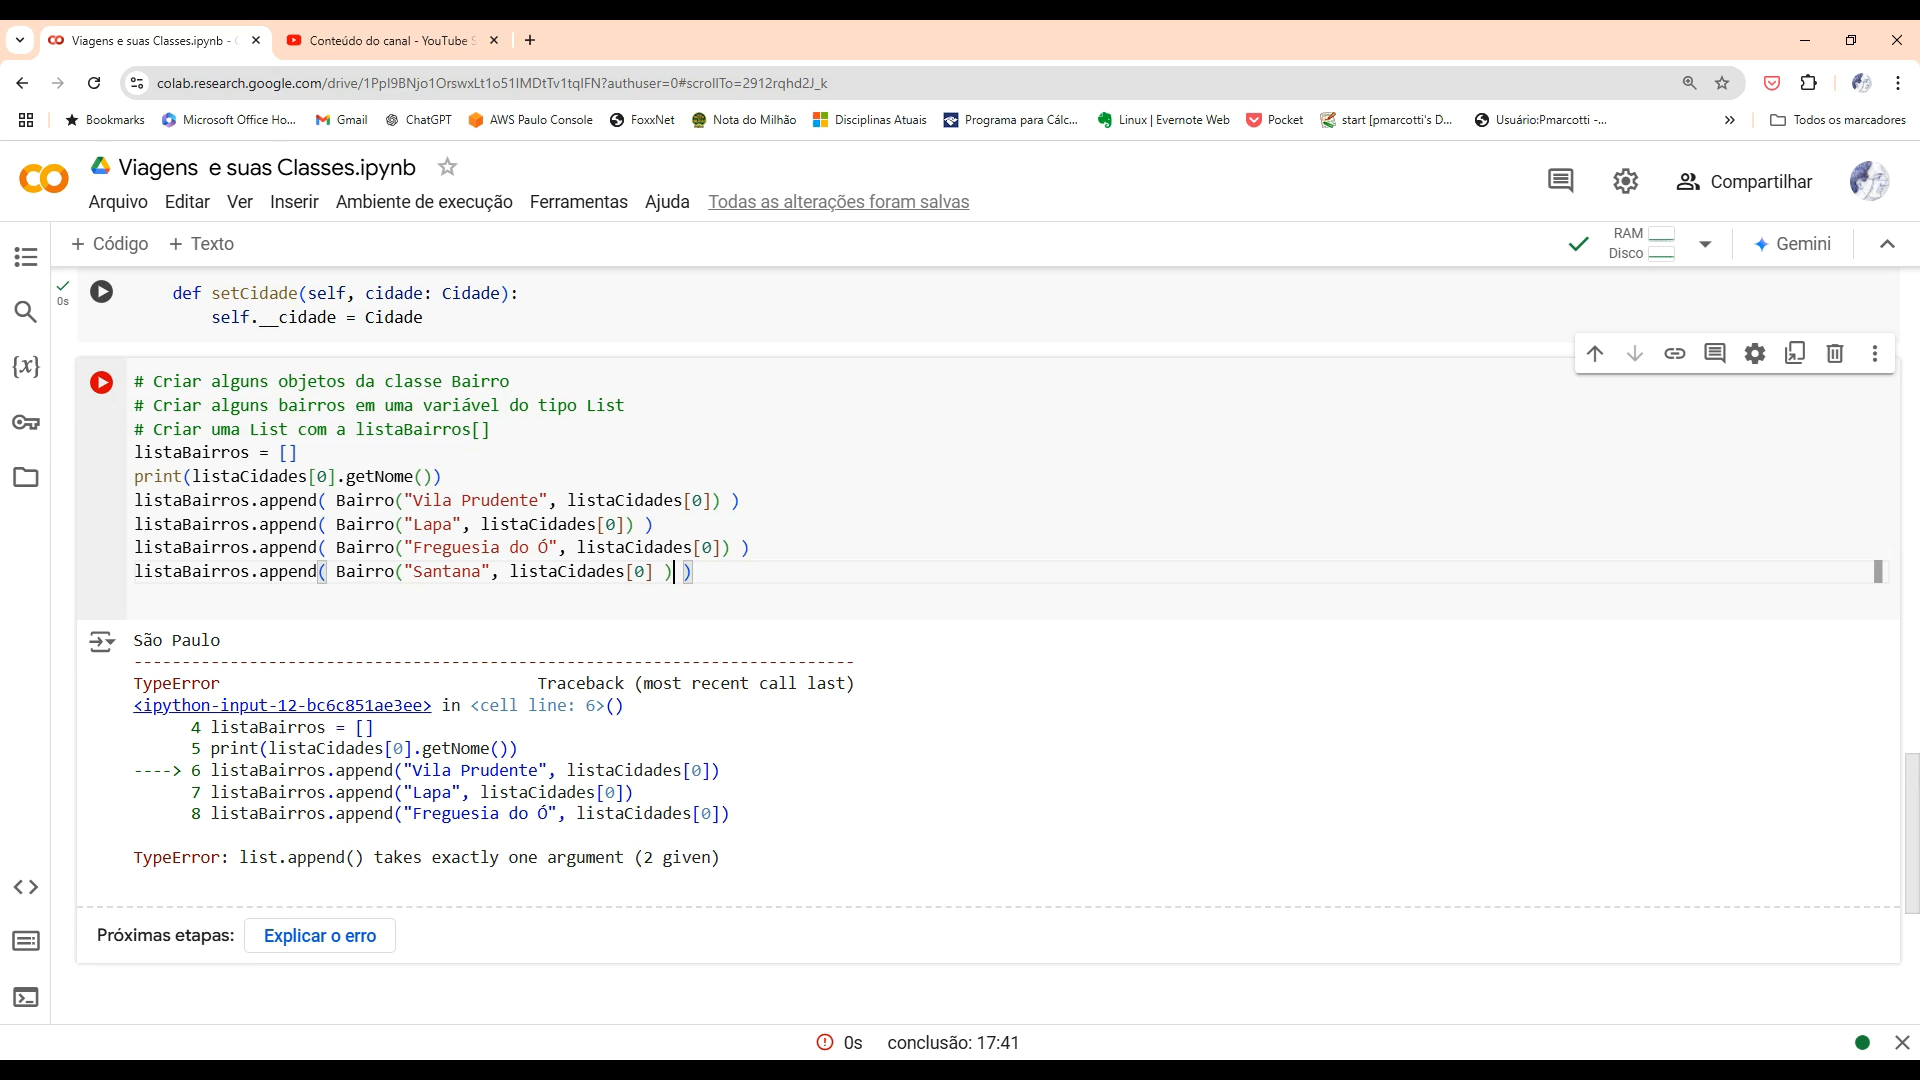 Viagens e suas Classes.ipynb -
Conteúdo do canal - YouTube S
colab.research.google.com/drive/1PpI9BNjo1OrswxLt1o51IMDtTv1tqIFN?authuser=0#scrollTo=2912rqhd2J_k
Bookmarks
Microsoft Office Ho...
Gmail
ChatGPT
AWS Paulo Console
FoxxNet
Nota do Milhão
Disciplinas Atuais
Programa para Cálc...
Linux | Evernote Web
Pocket
start [pmarcotti's D...
Usuário:Pmarcotti -...
»
Todos os marcadores
Viagens e suas Classes.ipynb
Arquivo Editar Ver Inserir Ambiente de execução Ferramentas Ajuda Todas as alterações foram salvas
Compartilhar
+ Código + Texto
RAM
Disco
Gemini
0s
def setCidade(self, cidade: Cidade):
self.__cidade = Cidade
# Criar alguns objetos da classe Bairro
# Criar alguns bairros em uma variável do tipo List
# Criar uma List com a listaBairros[]
listaBairros = []
print(listaCidades[0].getNome())
listaBairros.append( Bairro("Vila Prudente", listaCidades[0]) )
listaBairros.append( Bairro("Lapa", listaCidades[0]) )
listaBairros.append( Bairro("Freguesia do Ó", listaCidades[0]) )
listaBairros.append( Bairro("Santana", listaCidades[0] ) )
São Paulo
---------------------------------------------------------------------------
TypeError Traceback (most recent call last)
<ipython-input-12-bc6c851ae3ee> in <cell line: 6>()
4 listaBairros = []
5 print(listaCidades[0].getNome())
----> 6 listaBairros.append("Vila Prudente", listaCidades[0])
7 listaBairros.append("Lapa", listaCidades[0])
8 listaBairros.append("Freguesia do Ó", listaCidades[0])
TypeError: list.append() takes exactly one argument (2 given)
Próximas etapas: Explicar o erro
0s conclusão: 17:41